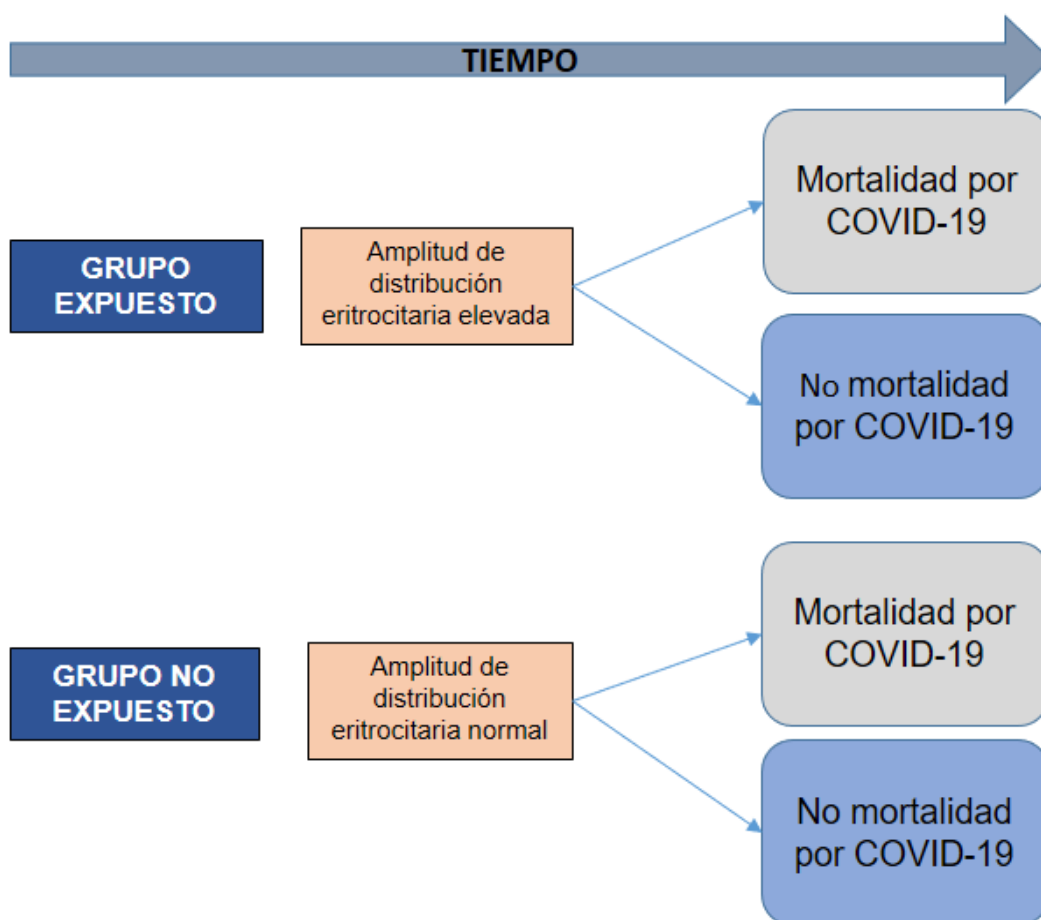 TIEMPO
Mortalidad por
COVID-19
GRUPO
EXPUESTO
Amplitud de
distribución
eritrocitaria elevada
No mortalidad
por COVID-19
Mortalidad por
COVID-19
GRUPO NO
EXPUESTO
Amplitud de
distribución
eritrocitaria normal
No mortalidad
por COVID-19